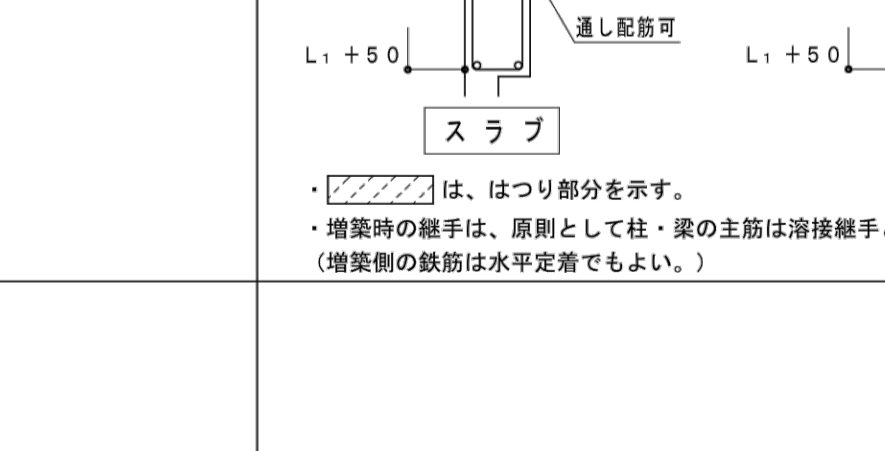 通し配筋可
L₁ +50
L₁ +50
スラブ
・は、はつり部分を示す。
・増築時の継手は、原則として柱・梁の主筋は溶接継手
（増築側の鉄筋は水平定着でもよい。）